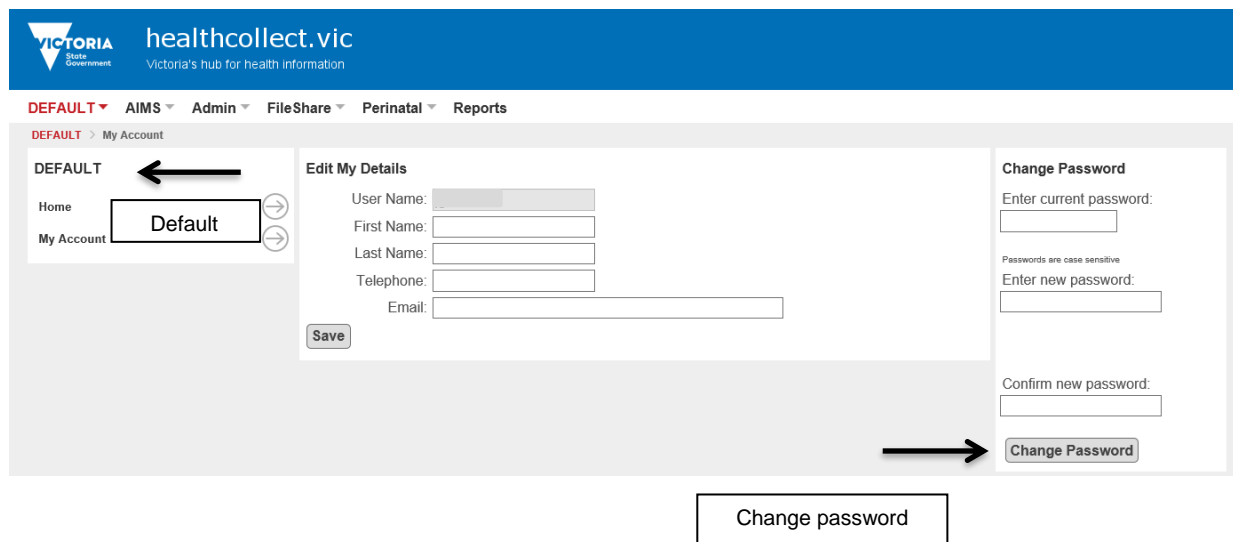 VICTORIA
State
Government
healthcollect.vic
Victoria's hub for health information
DEFAULT AIMS Admin FileShare Perinatal Reports
DEFAULT > My Account
DEFAULT
Home
My Account
Default
Edit My Details
User Name:
First Name:
Last Name:
Telephone:
Email:
Save
Change Password
Enter current password:
Passwords are case sensitive
Enter new password:
Confirm new password:
Change Password
Change password